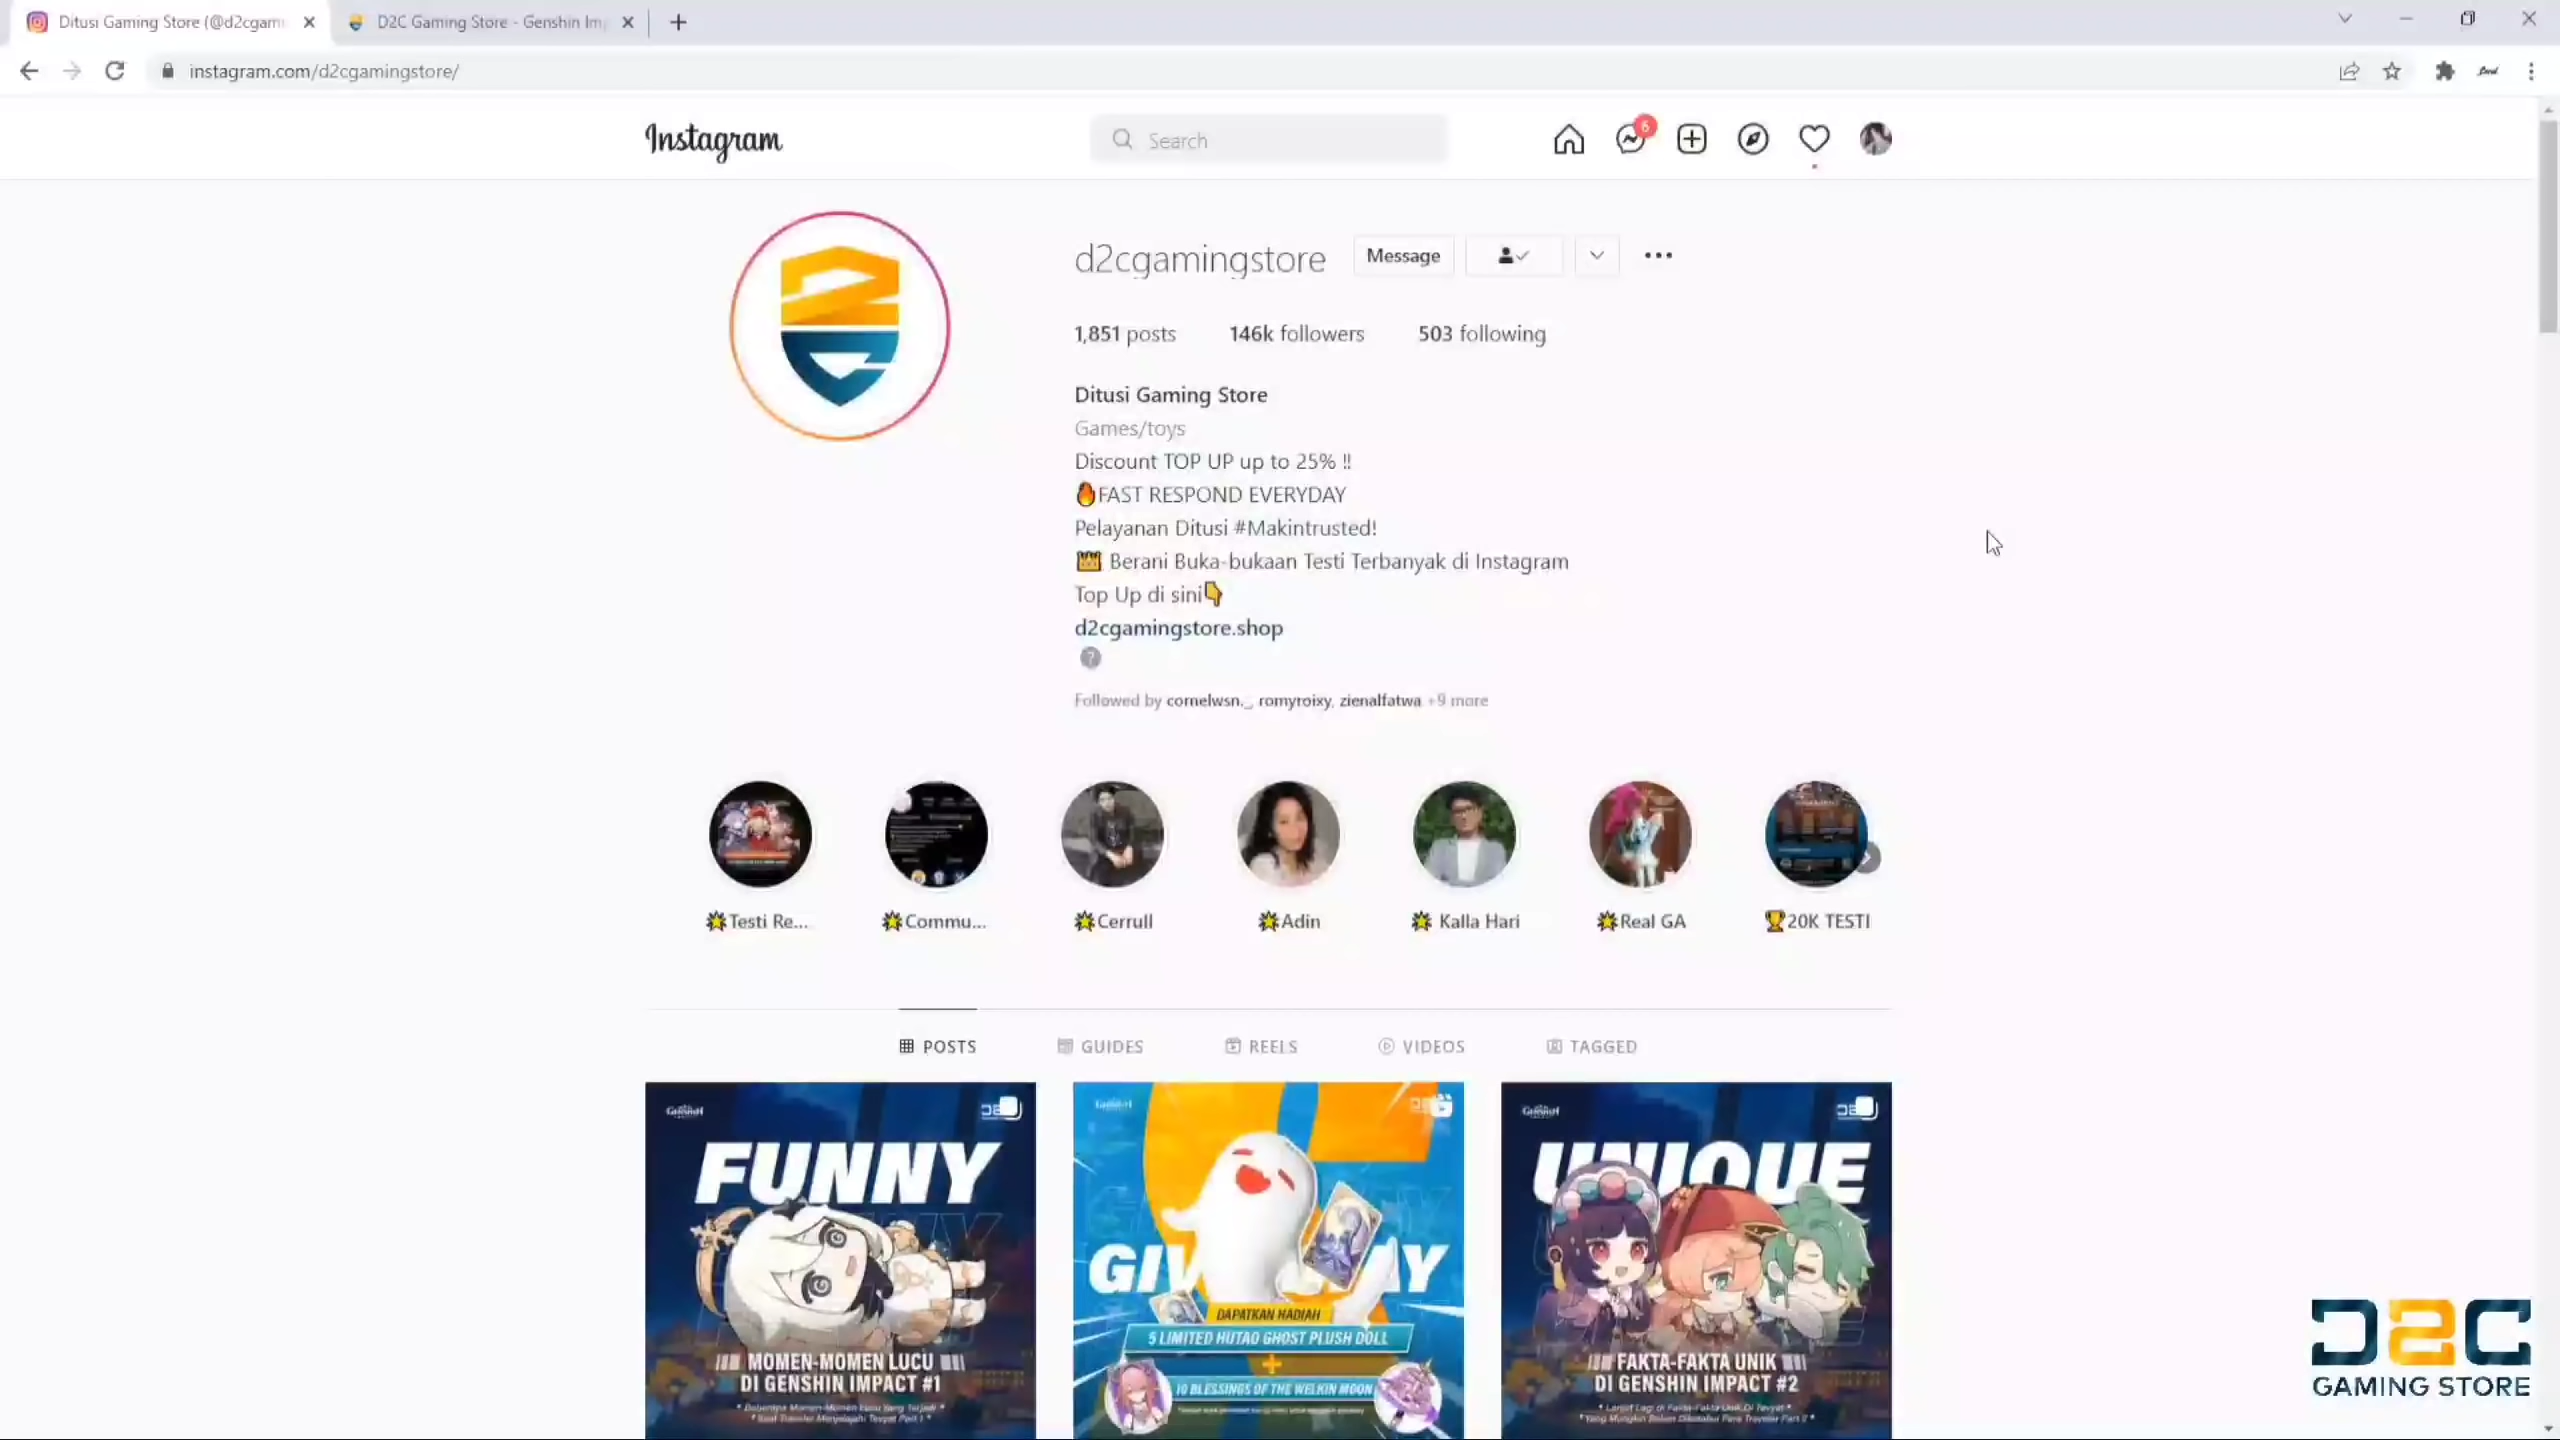 Ditusi Gaming Store (@d2cgam
D2C Gaming Store - Genshin Im
instagram.com/d2cgamingstore/
Instagram
Search
6
d2cgamingstore
Message
1,851 posts
146k followers
503 following
Ditusi Gaming Store
Games/toys
Discount TOP UP up to 25% !!
🔥FAST RESPOND EVERYDAY
Pelayanan Ditusi #Makintrusted!
👑 Berani Buka-bukaan Testi Terbanyak di Instagram
Top Up di sini👇
d2cgamingstore.shop
?
Followed by cornelwsn._, romyroixy, zienalfatwa +9 more
🌟Testi Re...
🌟Commu...
🌟Cerrull
🌟Adin
🌟 Kalla Hari
🌟Real GA
🏆20K TESTI
POSTS
GUIDES
REELS
VIDEOS
TAGGED
GENSHIN
FUNNY
MOMEN-MOMEN LUCU
DI GENSHIN IMPACT #1
GENSHIN
DAPATKAN HADIAH
5 LIMITED HUTAO GHOST PLUSH DOLL
+
10 BLESSINGS OF THE WELKIN MOON
GENSHIN
UNIQUE
FAKTA-FAKTA UNIK
DI GENSHIN IMPACT #2
D2C
GAMING STORE